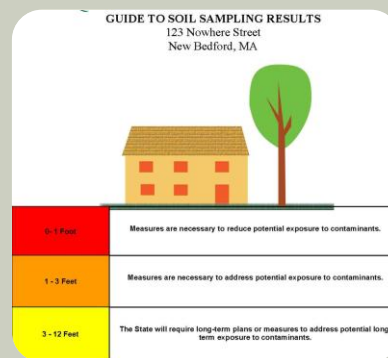 GUIDE TO SOIL SAMPLING RESULTS
123 Nowhere Street
New Bedford, MA
0- 1 Feet
Measures are necessary to reduce potential exposure to contaminants.
1 - 3 Feet
Measures are necessary to address potential exposure to contaminants.
3 - 12 Feet
The State will require long-term plans or measures to address potential long
term exposure to contaminants.